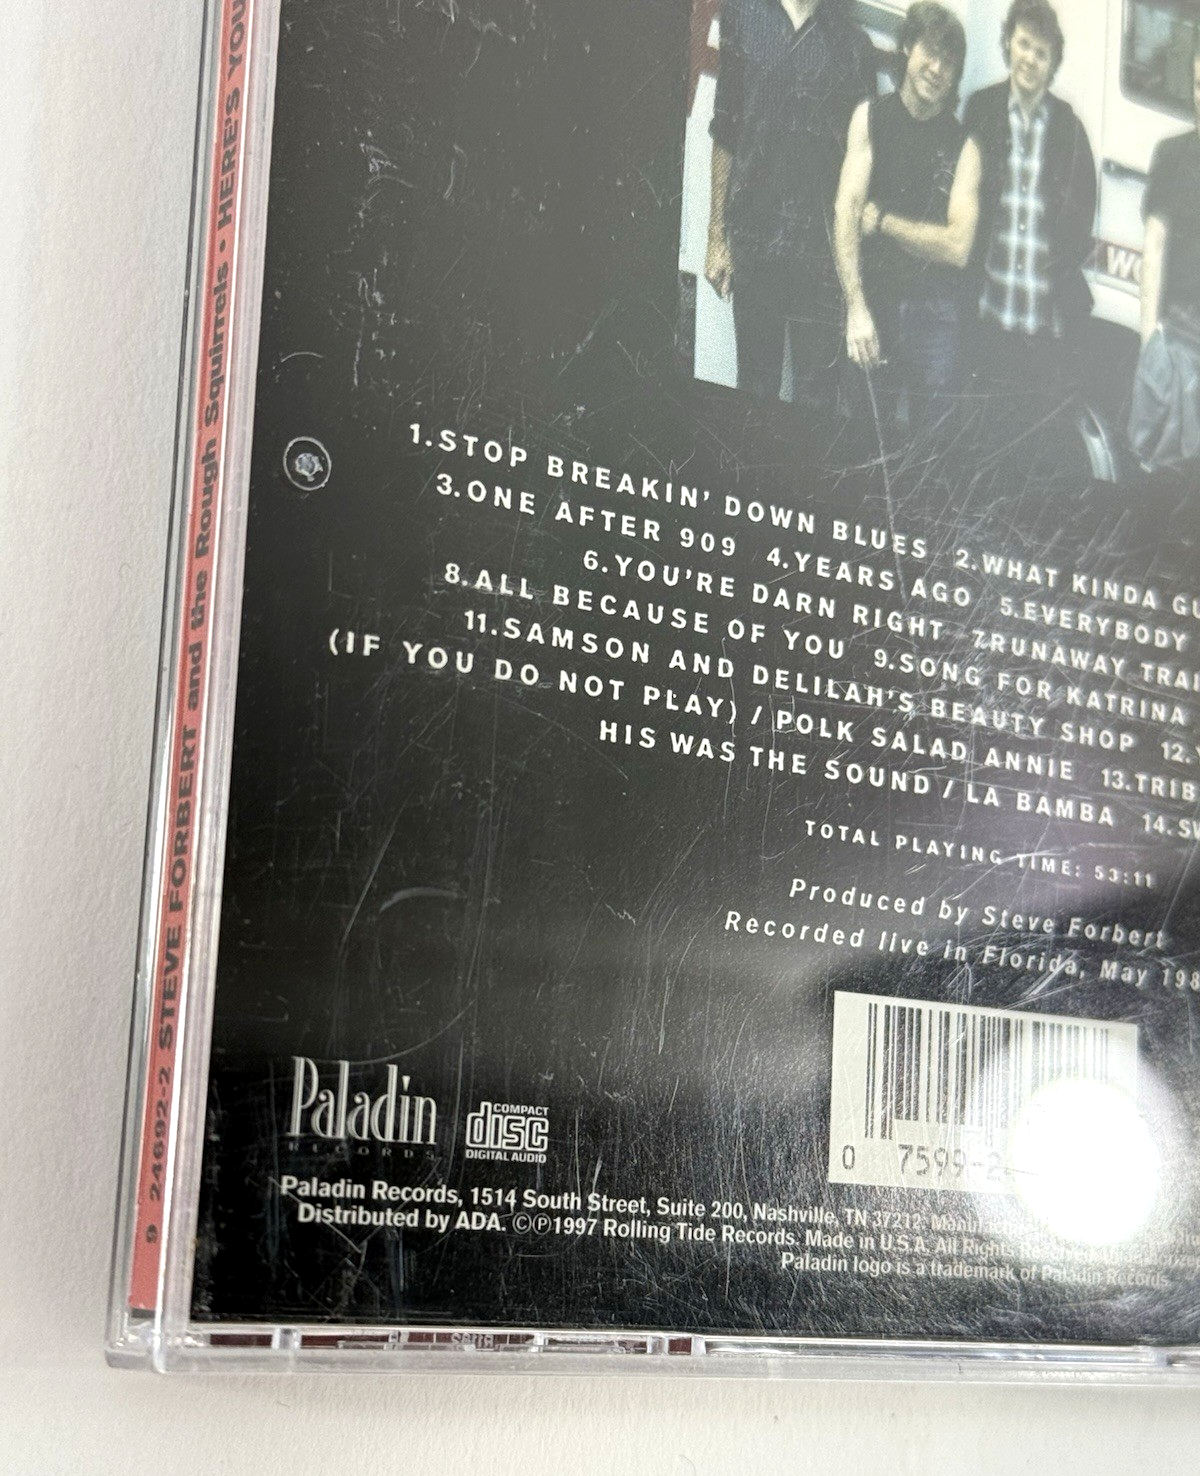 9 24692-2 STEVE FORBERT and the Rough Squirrels • HERE'S YOU
WO
1.STOP BREAKIN' DOWN BLUES 2.WHAT KINDA GU
3.ONE AFTER 909 4.YEARS AGO 5.EVERYBODY
6.YOU'RE DARN RIGHT 7.RUNAWAY TRAI
8.ALL BECAUSE OF YOU 9.SONG FOR KATRINA
11.SAMSON AND DELILAH'S BEAUTY SHOP 12.
(IF YOU DO NOT PLAY) / POLK SALAD ANNIE 13.TRIB
HIS WAS THE SOUND / LA BAMBA 14.SW
TOTAL PLAYING TIME: 53:11
Produced by Steve Forbert
Recorded live in Florida, May 198
0 7599-2
Paladin
RECORDS
COMPACT
disc
DIGITAL AUDIO
Paladin Records, 1514 South Street, Suite 200, Nashville, TN 37212.
Distributed by ADA. ©℗1997 Rolling Tide Records. Made in U.S.A. All Rights Reserved.
Paladin logo is a trademark of Paladin Records.